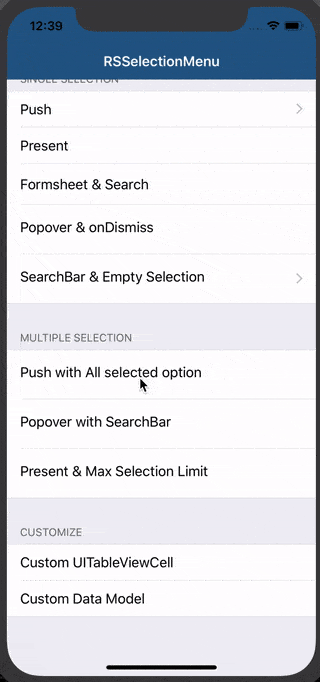 12:39
RSSelectionMenu
SINGLE SELECTION
Push
Present
Formsheet & Search
Popover & onDismiss
SearchBar & Empty Selection
MULTIPLE SELECTION
Push with All selected option
Popover with SearchBar
Present & Max Selection Limit
CUSTOMIZE
Custom UITableViewCell
Custom Data Model